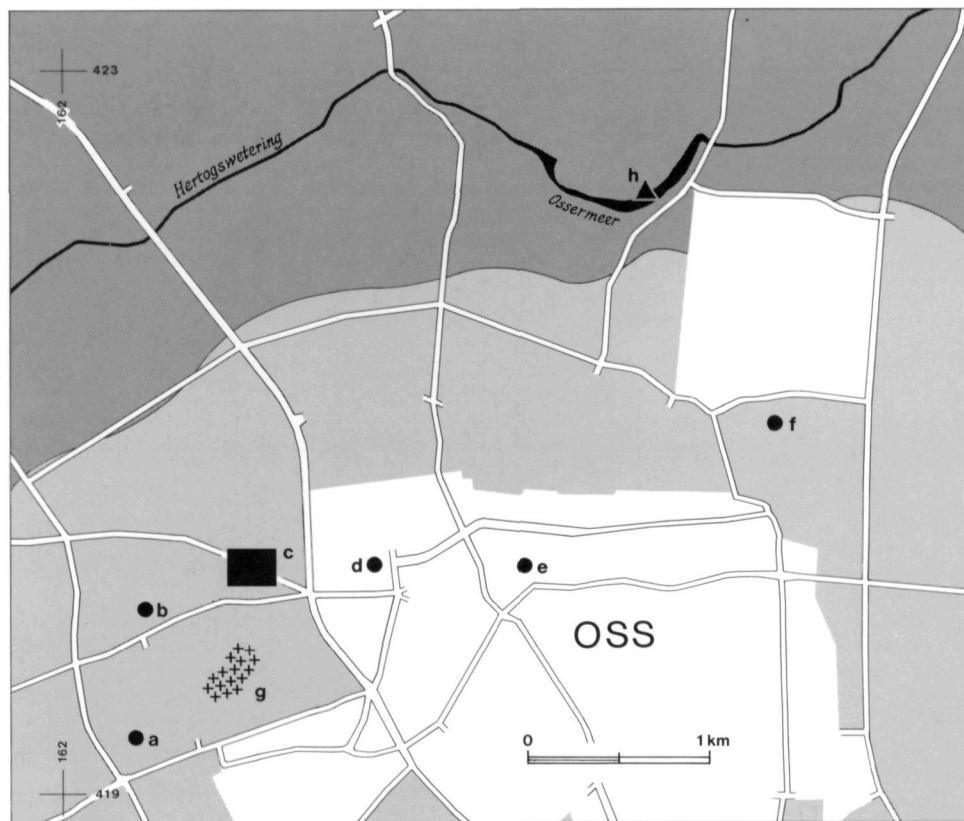 423
162
Hertogswetering
h
Ossermeer
f
c
d
e
b
OSS
g
a
0 1 km
162
419